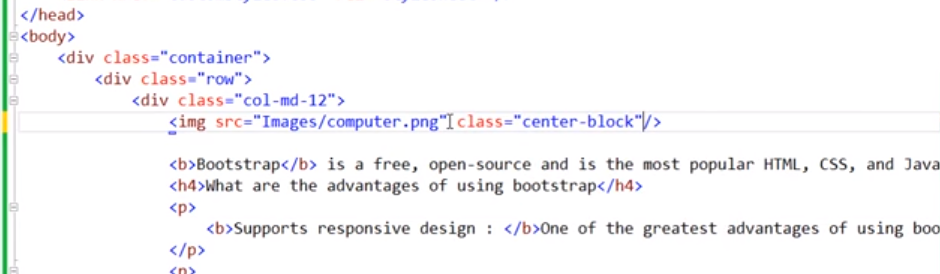 </head>
<body>
<div class="container">
<div class="row">
<div class="col-md-12">
<img src="Images/computer.png" class="center-block"/>
<b>Bootstrap</b> is a free, open-source and is the most popular HTML, CSS, and Java
<h4>What are the advantages of using bootstrap</h4>
<p>
<b>Supports responsive design : </b>One of the greatest advantages of using boo
</p>
<p>